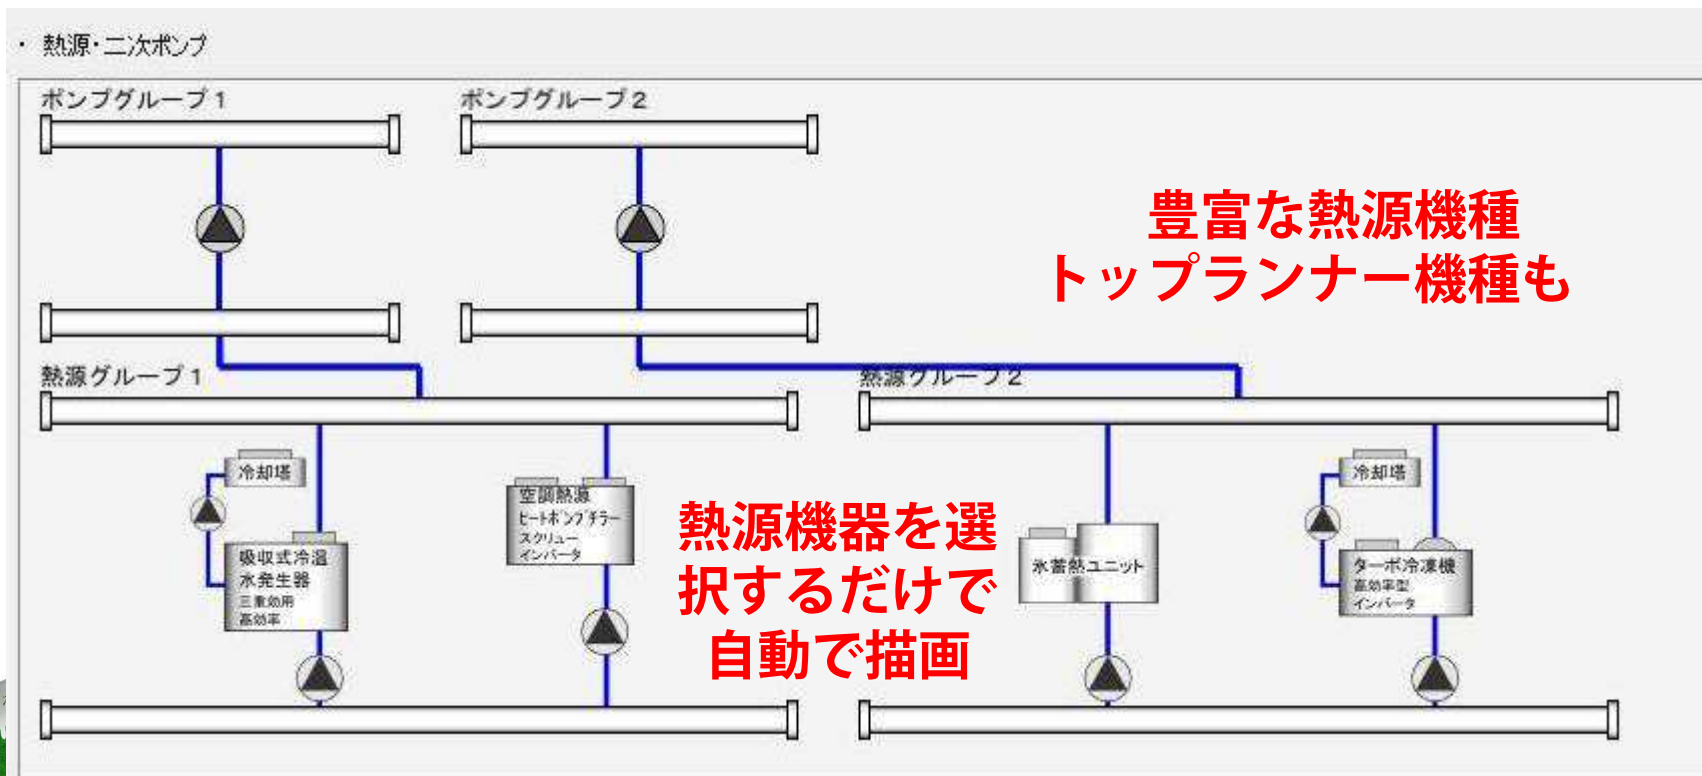 ・ 熱源・二次ポンプ
ポンプグループ1
ポンプグループ2
豊富な熱源機種
トップランナー機種も
熱源グループ1
熱源グループ2
冷却塔
吸収式冷温
水発生器
三重効用
高効率
空調熱源
ヒートポンプチラー
スクリュー
インバータ
熱源機器を選
択するだけで
自動で描画
氷蓄熱ユニット
冷却塔
ターボ冷凍機
高効率型
インバータ